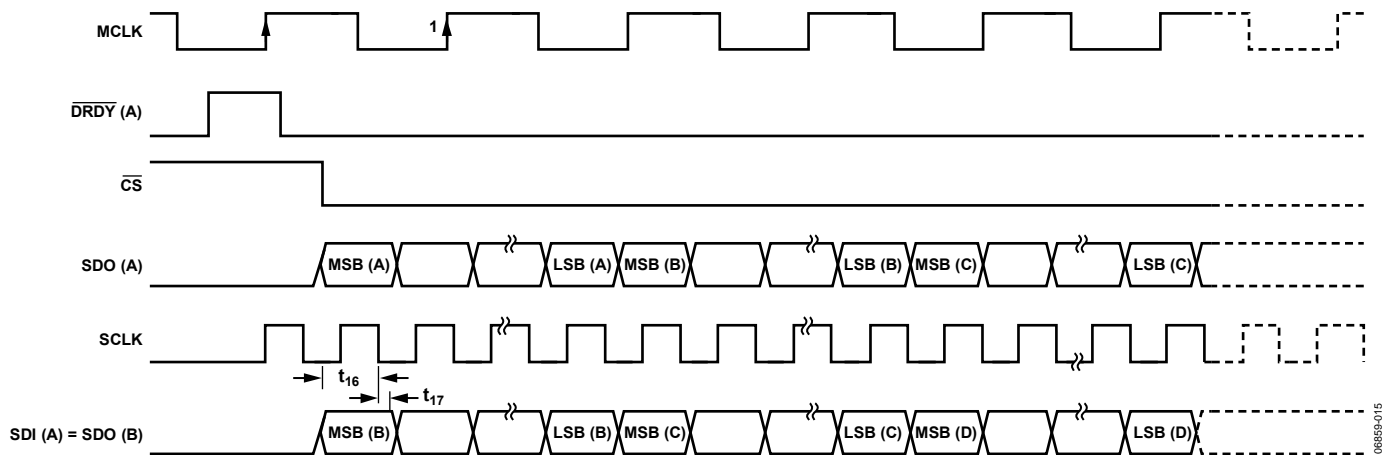 MCLK
1
DRDY (A)
CS
SDO (A)
MSB (A)
LSB (A)
MSB (B)
LSB (B)
MSB (C)
LSB (C)
SCLK
t16
t17
SDI (A) = SDO (B)
MSB (B)
LSB (B)
MSB (C)
LSB (C)
MSB (D)
LSB (D)
06859-015